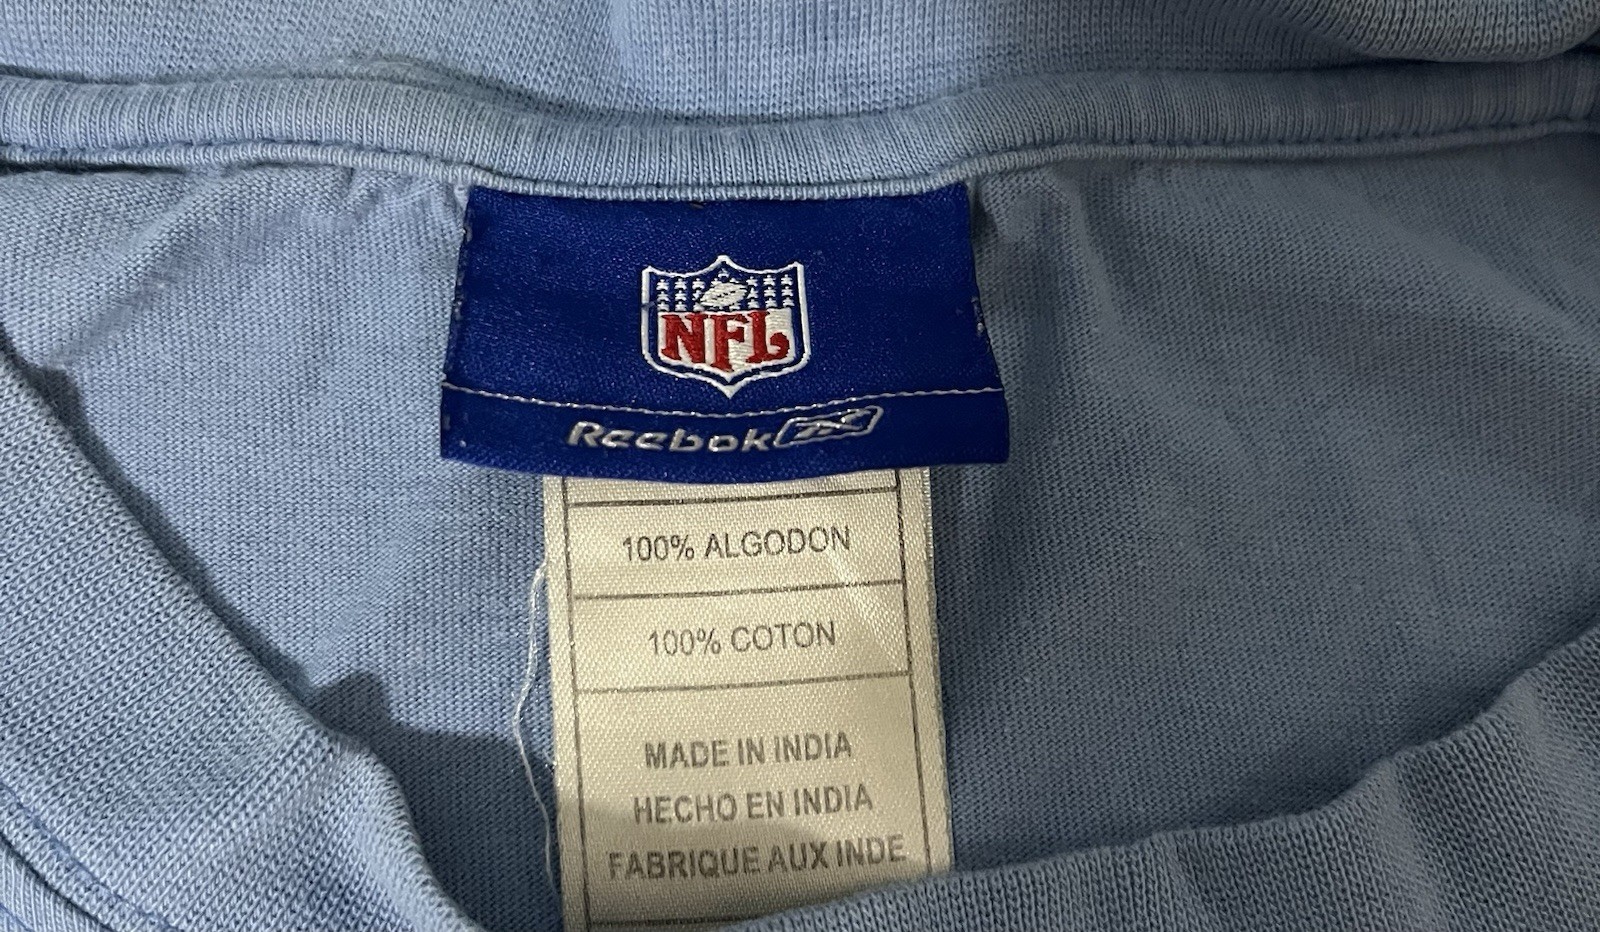 NFL
Reebok
100% ALGODON
100% COTON
MADE IN INDIA
HECHO EN INDIA
FABRIQUE AUX INDE